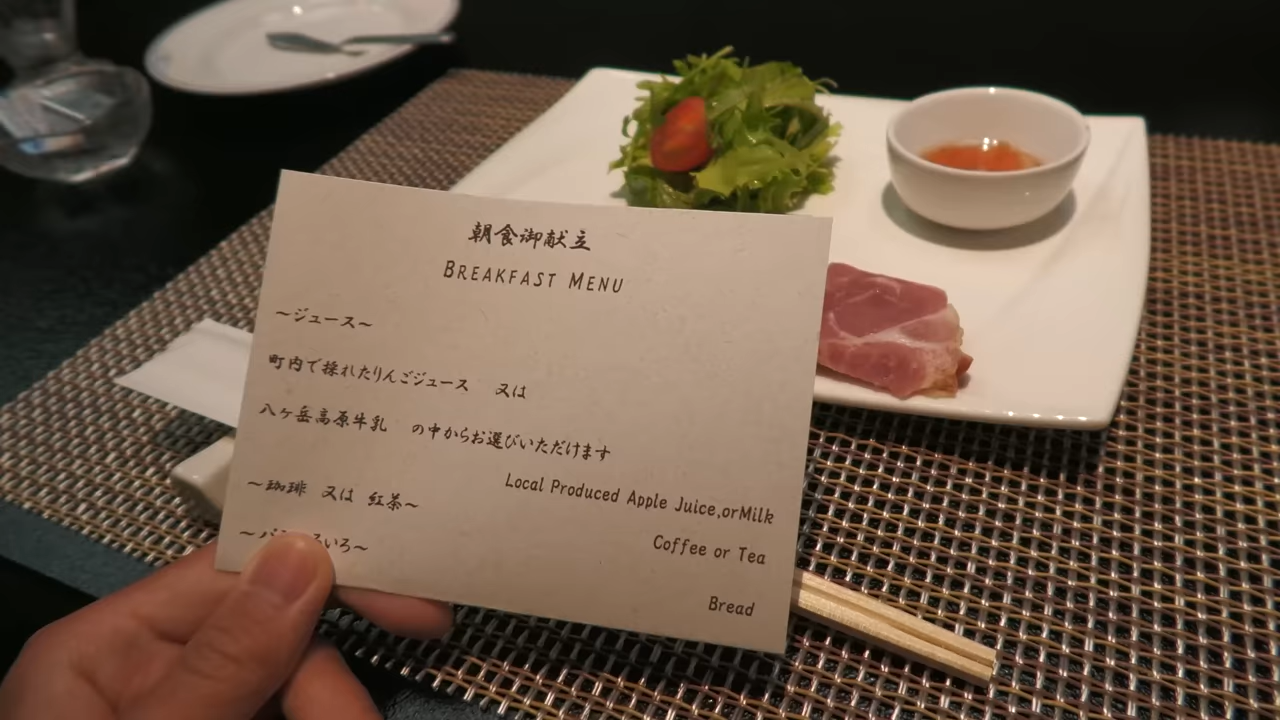 朝食御献立
BREAKFAST MENU
~ジュース~
町内で採れたりんごジュース 又は
八ヶ岳高原牛乳 の中からお選びいただけます
Local Produced Apple Juice,orMilk
~珈琲 又は 紅茶~
Coffee or Tea
いろ~
Bread